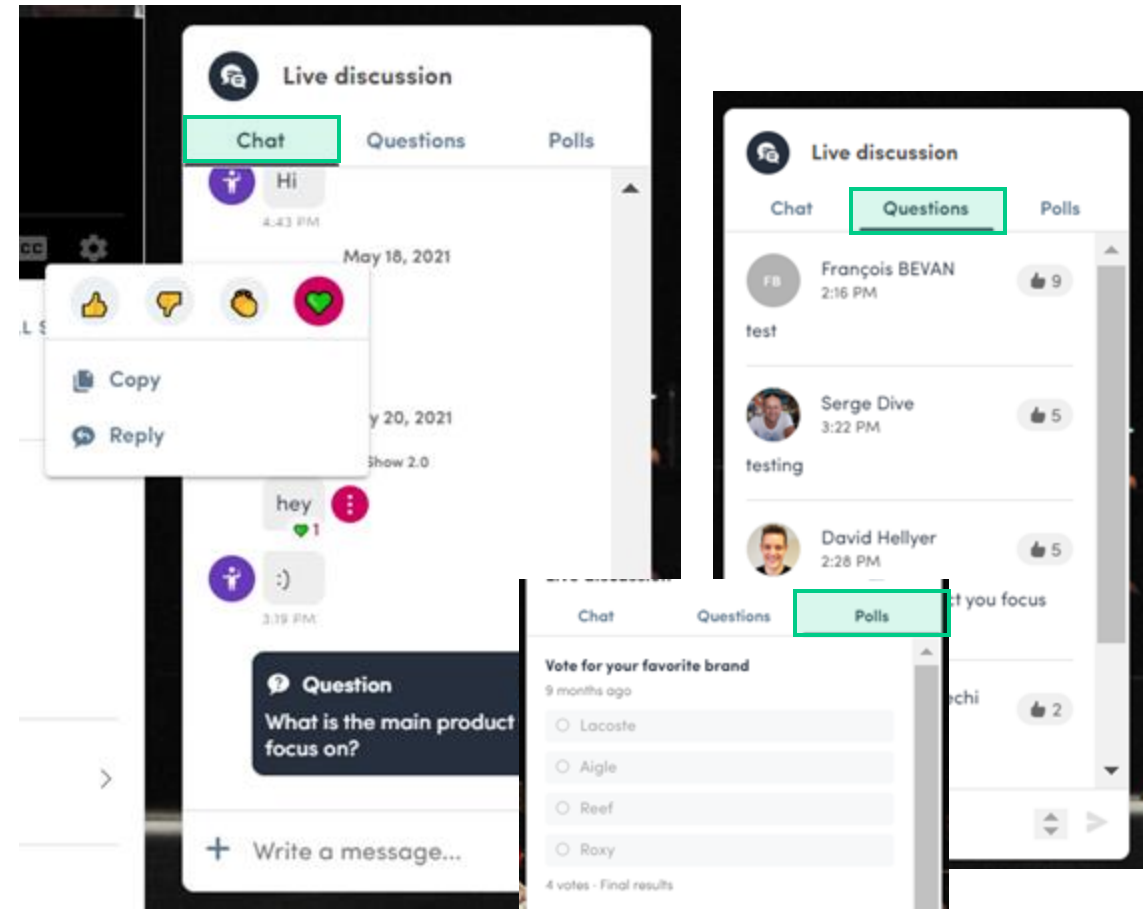 Live discussion
Chat Questions Polls
Hi
4:43 PM
May 18, 2021
CC
Copy
Reply
20, 2021
Show 2.0
hey
1
:)
3:19 PM
Question
What is the main product
focus on?
Write a message...
Live discussion
Chat Questions Polls
FB
François BEVAN
9
2:16 PM
test
Serge Dive
5
3:22 PM
testing
David Hellyer
5
2:28 PM
you focus
2
Chat Questions Polls
Vote for your favorite brand
9 months ago
Lacoste
Aigle
Reef
Roxy
4 votes · Final results